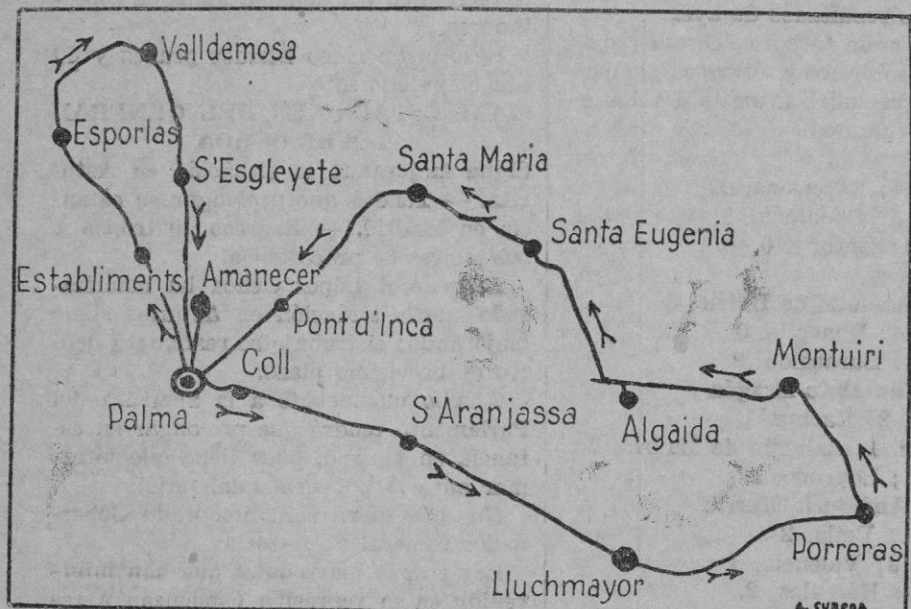 Valldemosa
Esporlas
S'Esgleyete
Santa Maria
Santa Eugenia
Establiments
Amanecer
Pont d'Inca
Coll
Montuiri
Palma
S'Aranjassa
Algaida
Porreras
Lluchmayor